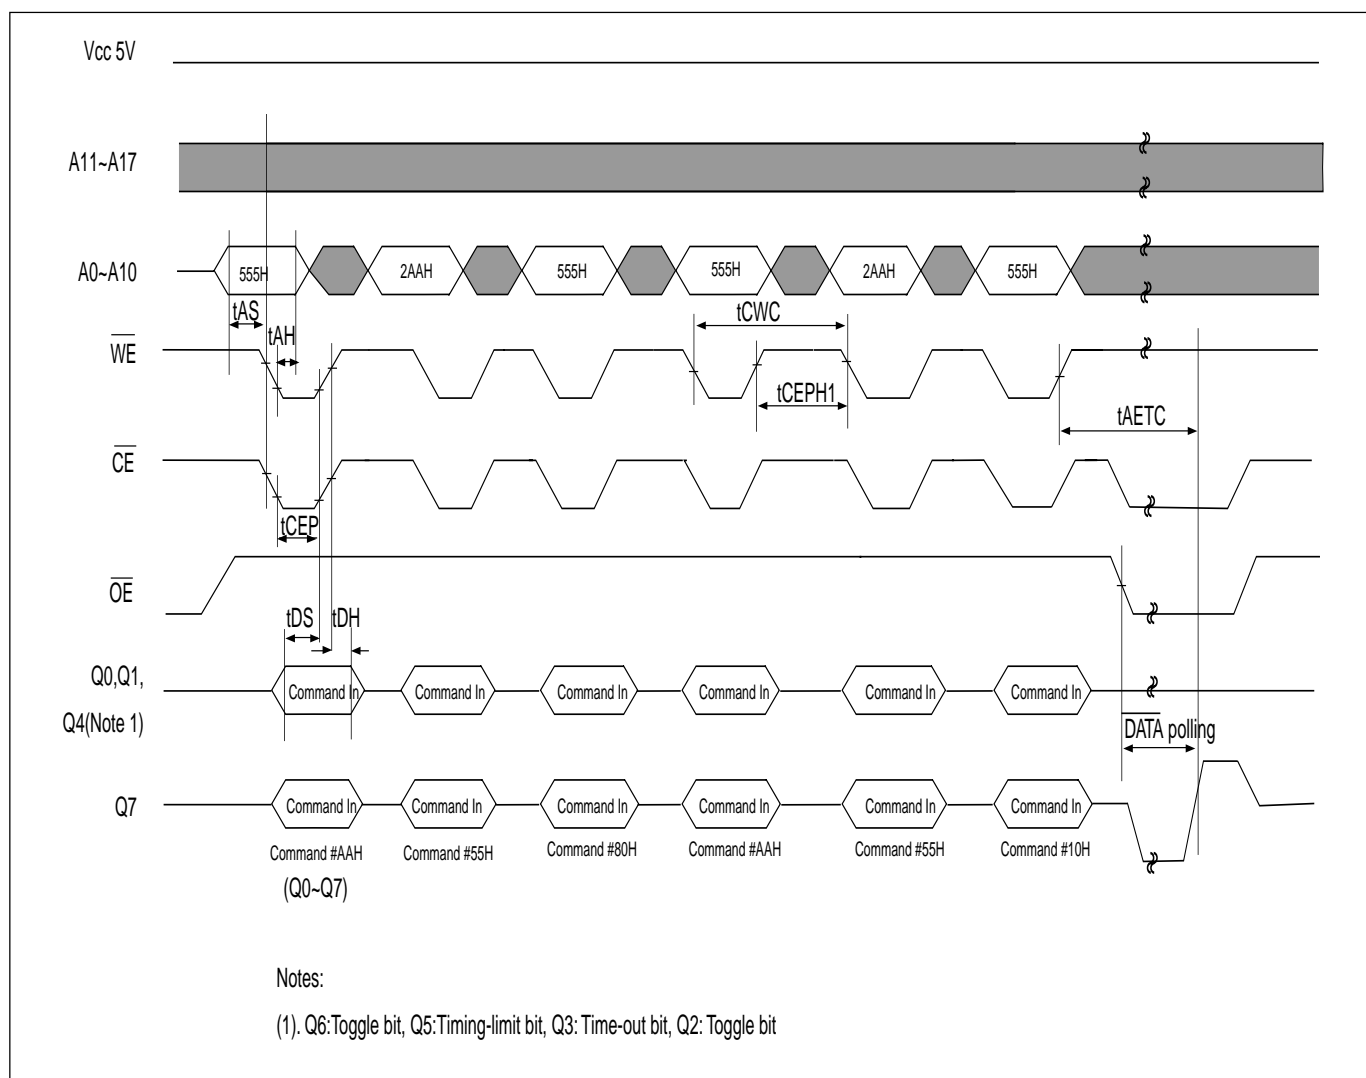 Vcc 5V
A11~A17
A0~A10
555H
2AAH
555H
555H
2AAH
555H
tAS
tAH
tCWC
WE
tCEPH1
tAETC
CE
tCEP
OE
tDS
tDH
Q0,Q1,
Q4(Note 1)
Command In
Command In
Command In
Command In
Command In
Command In
DATA polling
Q7
Command In
Command In
Command In
Command In
Command In
Command In
Command #AAH
Command #55H
Command #80H
Command #AAH
Command #55H
Command #10H
(Q0~Q7)
Notes:
(1). Q6:Toggle bit, Q5:Timing-limit bit, Q3: Time-out bit, Q2: Toggle bit